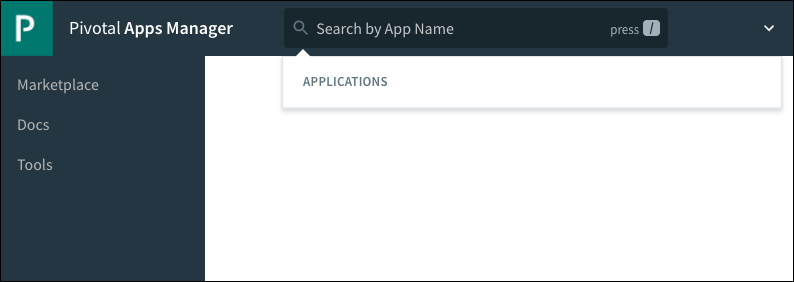 P
Pivotal Apps Manager
Search by App Name
press /
APPLICATIONS
Marketplace
Docs
Tools